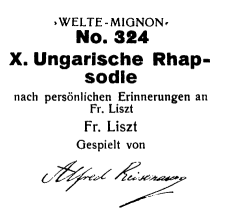 ›WELTE-MIGNON‹
No. 324
X. Ungarische Rhap-
sodie
nach persönlichen Erinnerungen an
Fr. Liszt
Fr. Liszt
Gespielt von
Alfred Reisenauer